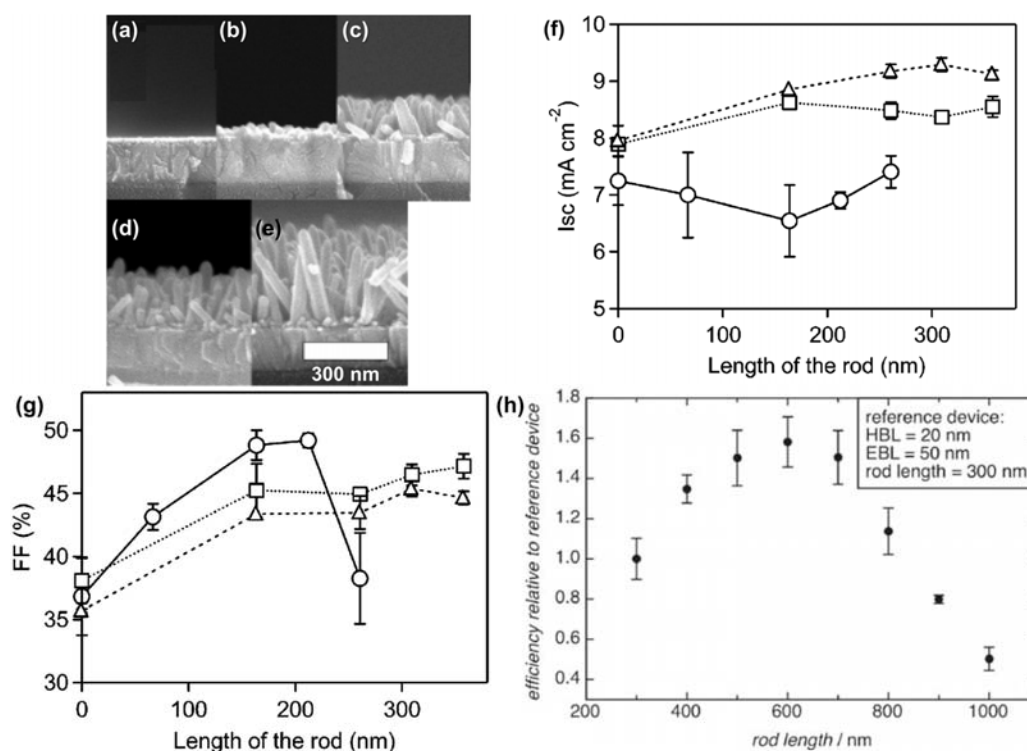 (a)
(b)
(c)
(d)
(e)
300 nm
(f)
10
9
8
7
6
5
Isc (mA cm-2)
0
100
200
300
Length of the rod (nm)
(g)
50
45
40
35
30
FF (%)
0
100
200
300
Length of the rod (nm)
(h)
1.8
1.6
1.4
1.2
1.0
0.8
0.6
0.4
efficiency relative to reference device
reference device:
HBL = 20 nm
EBL = 50 nm
rod length = 300 nm
200
400
600
800
1000
rod length / nm